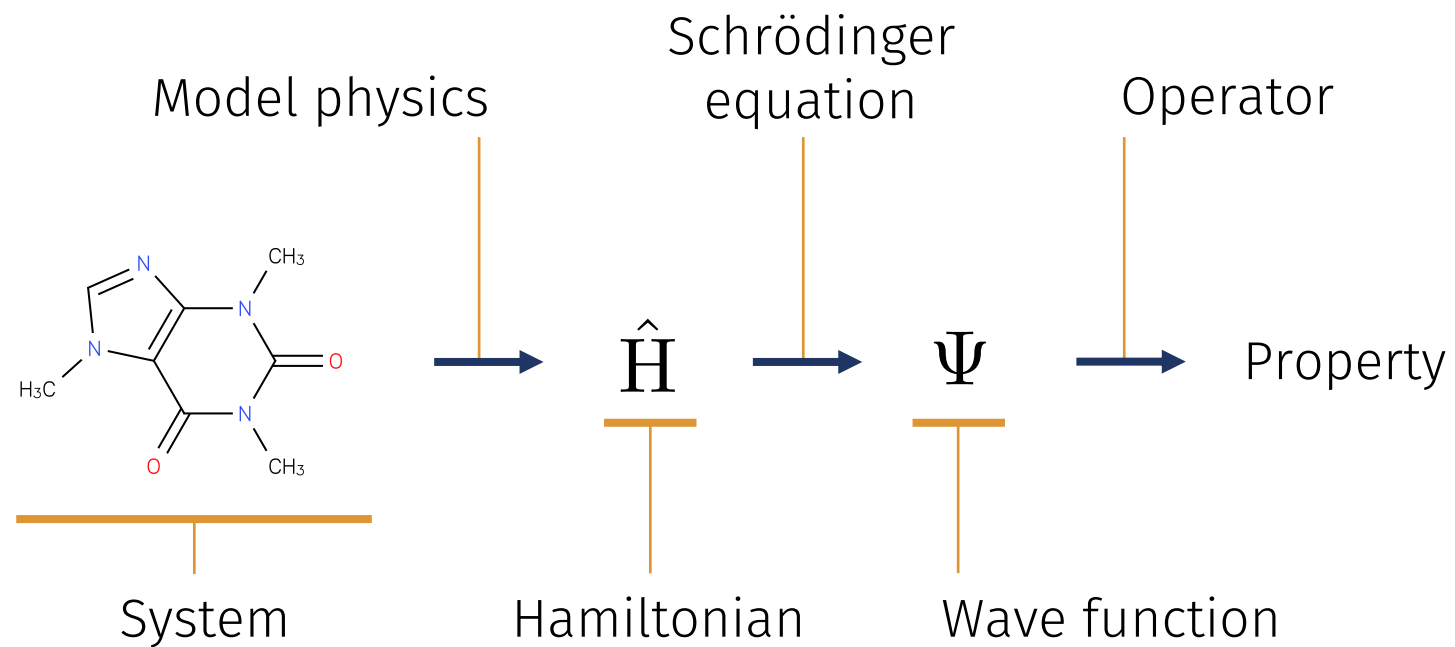 Schrödinger
equation
Model physics
Operator
N
CH₃
N
N
H₃C
O
N
O
CH₃
Ĥ
Ψ
Property
System
Hamiltonian
Wave function